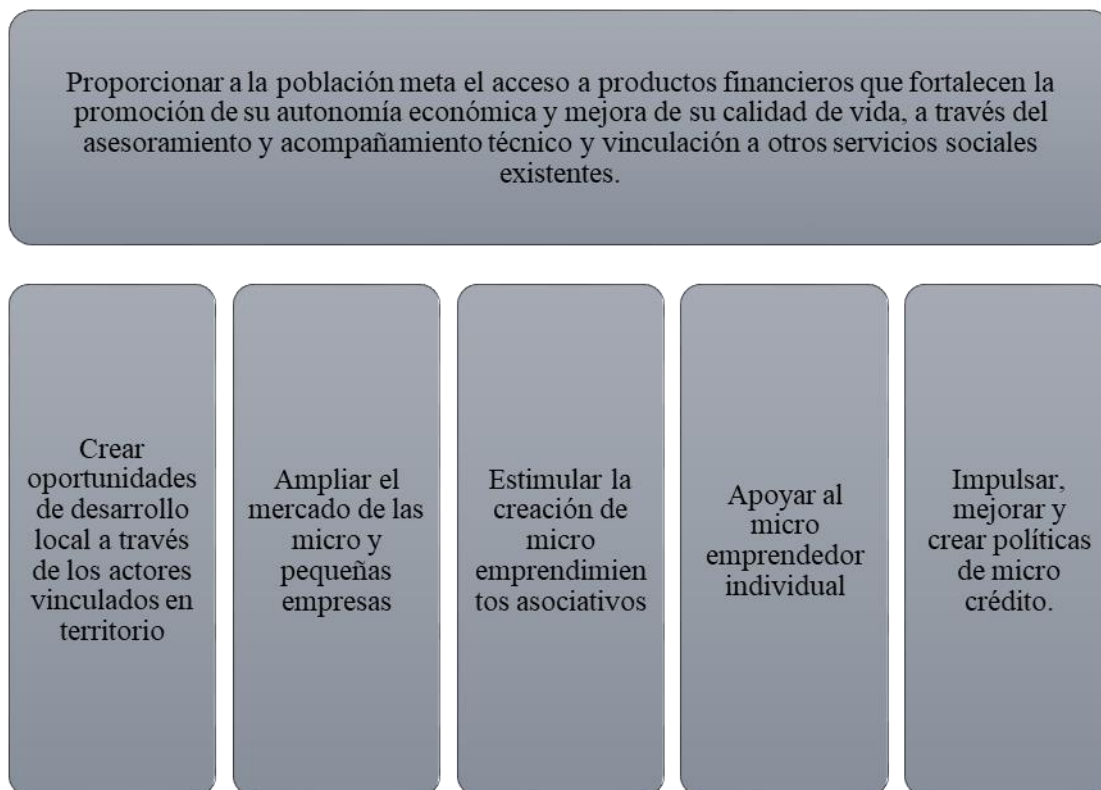 Proporcionar a la población meta el acceso a productos financieros que fortalecen la
promoción de su autonomía económica y mejora de su calidad de vida, a través del
asesoramiento y acompañamiento técnico y vinculación a otros servicios sociales
existentes.
Crear
oportunidades
de desarrollo
local a través
de los actores
vinculados en
territorio
Ampliar el
mercado de las
micro y
pequeñas
empresas
Estimular la
creación de
micro
emprendimien
tos asociativos
Apoyar al
micro
emprendedor
individual
Impulsar,
mejorar y
crear políticas
de micro
crédito.